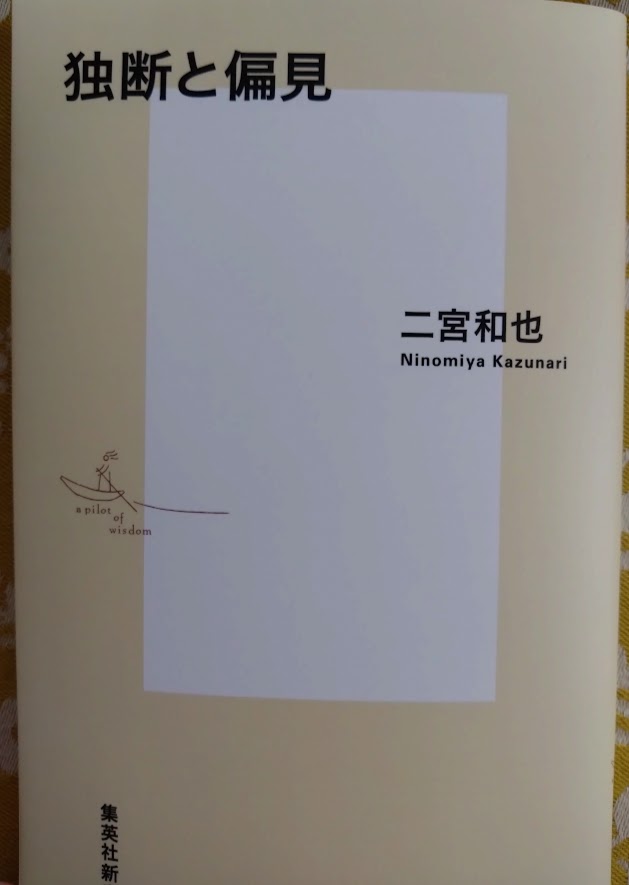 独断と偏見
二宮和也
Ninomiya Kazunari
a pilot
of
wisdom
集英社新